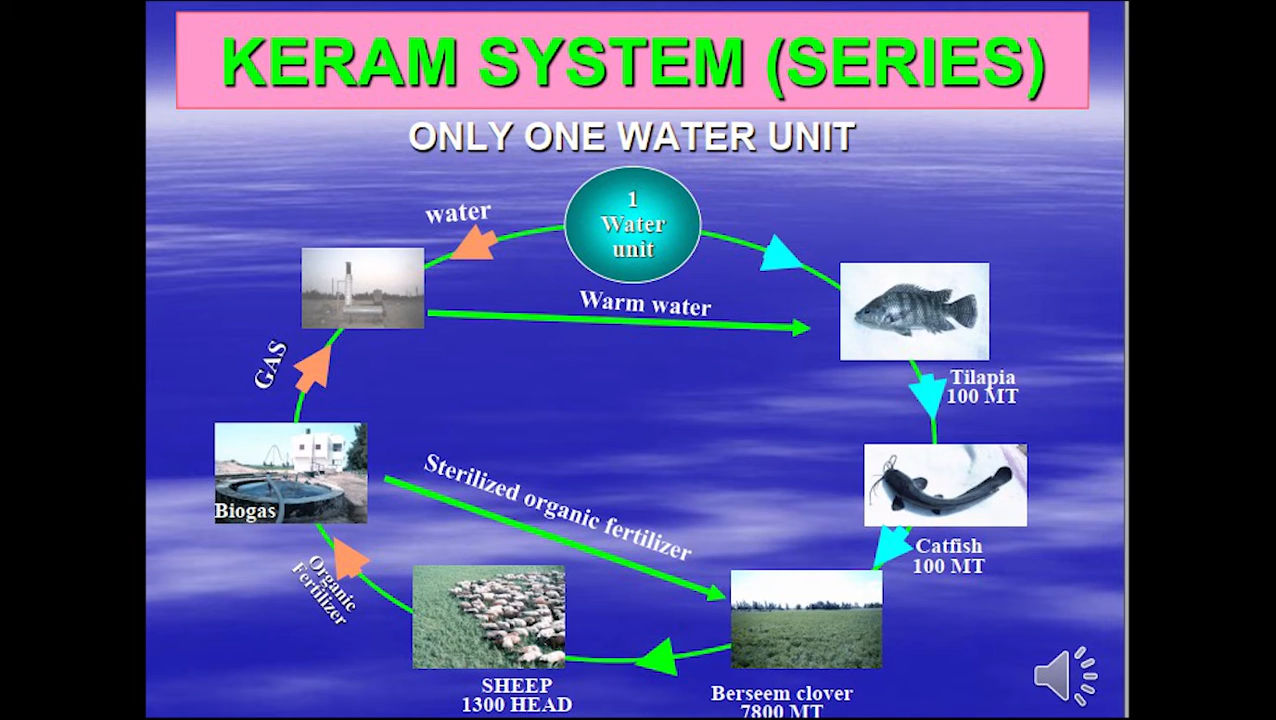 KERAM SYSTEM (SERIES)
ONLY ONE WATER UNIT
1
Water
unit
water
Warm water
GAS
Tilapia
100 MT
Sterilized organic fertilizer
Biogas
Catfish
100 MT
Organic
Fertilizer
SHEEP
1300 HEAD
Berseem clover
7800 MT